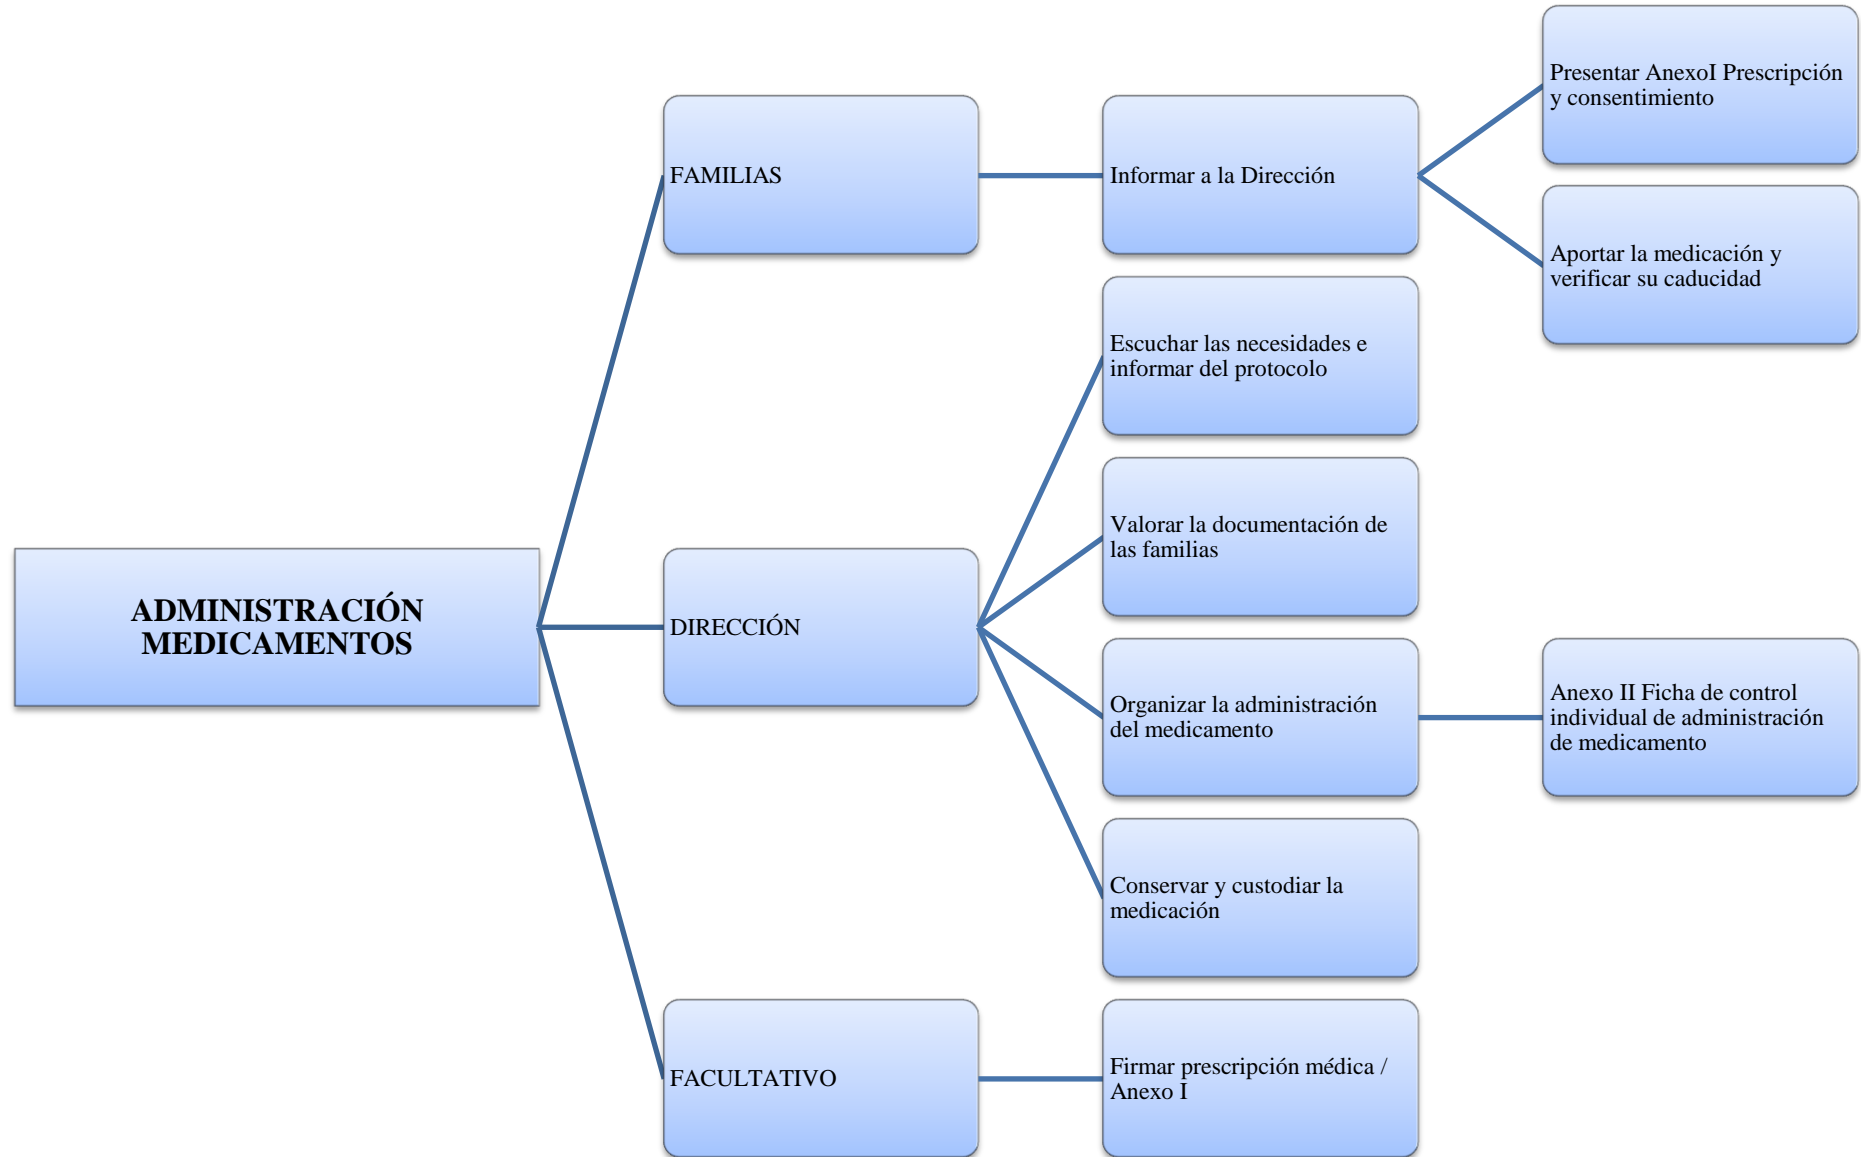 ADMINISTRACIÓN
MEDICAMENTOS
FAMILIAS
Informar a la Dirección
Presentar AnexoI Prescripción
y consentimiento
Aportar la medicación y
verificar su caducidad
DIRECCIÓN
Escuchar las necesidades e
informar del protocolo
Valorar la documentación de
las familias
Organizar la administración
del medicamento
Anexo II Ficha de control
individual de administración
de medicamento
Conservar y custodiar la
medicación
FACULTATIVO
Firmar prescripción médica /
Anexo I